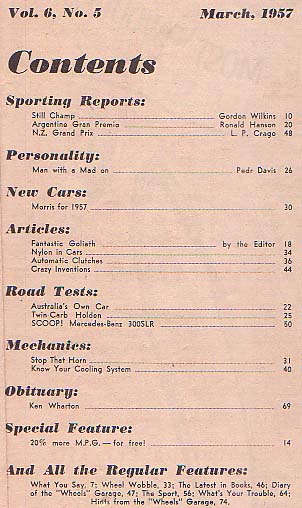 Vol. 6, No. 5 March, 1957
Contents
Sporting Reports:
Still Champ Gordon Wilkins 10
Argentine Gran Premio Ronald Hansen 20
N.Z. Grand Prix L. P. Crago 48
Personality:
Man with a Mad on Pedr Davis 26
New Cars:
Morris for 1957 30
Articles:
Fantastic Goliath by the Editor 18
Nylon in Cars 34
Automatic Clutches 36
Crazy Inventions 44
Road Tests:
Australia's Own Car 22
Twin-Carb Holden 25
SCOOP! Mercedes-Benz 300SLR 50
Mechanics:
Stop That Horn 31
Know Your Cooling System 40
Obituary:
Ken Wharton 69
Special Feature:
20% more M.P.G. — for free! 14
And All the Regular Features:
What You Say, 7; Wheel Wobble, 33; The Latest in Books, 46; Diary
of the "Wheels" Garage, 47; The Sport, 56; What's Your Trouble, 64;
Hints from the "Wheels" Garage, 74.